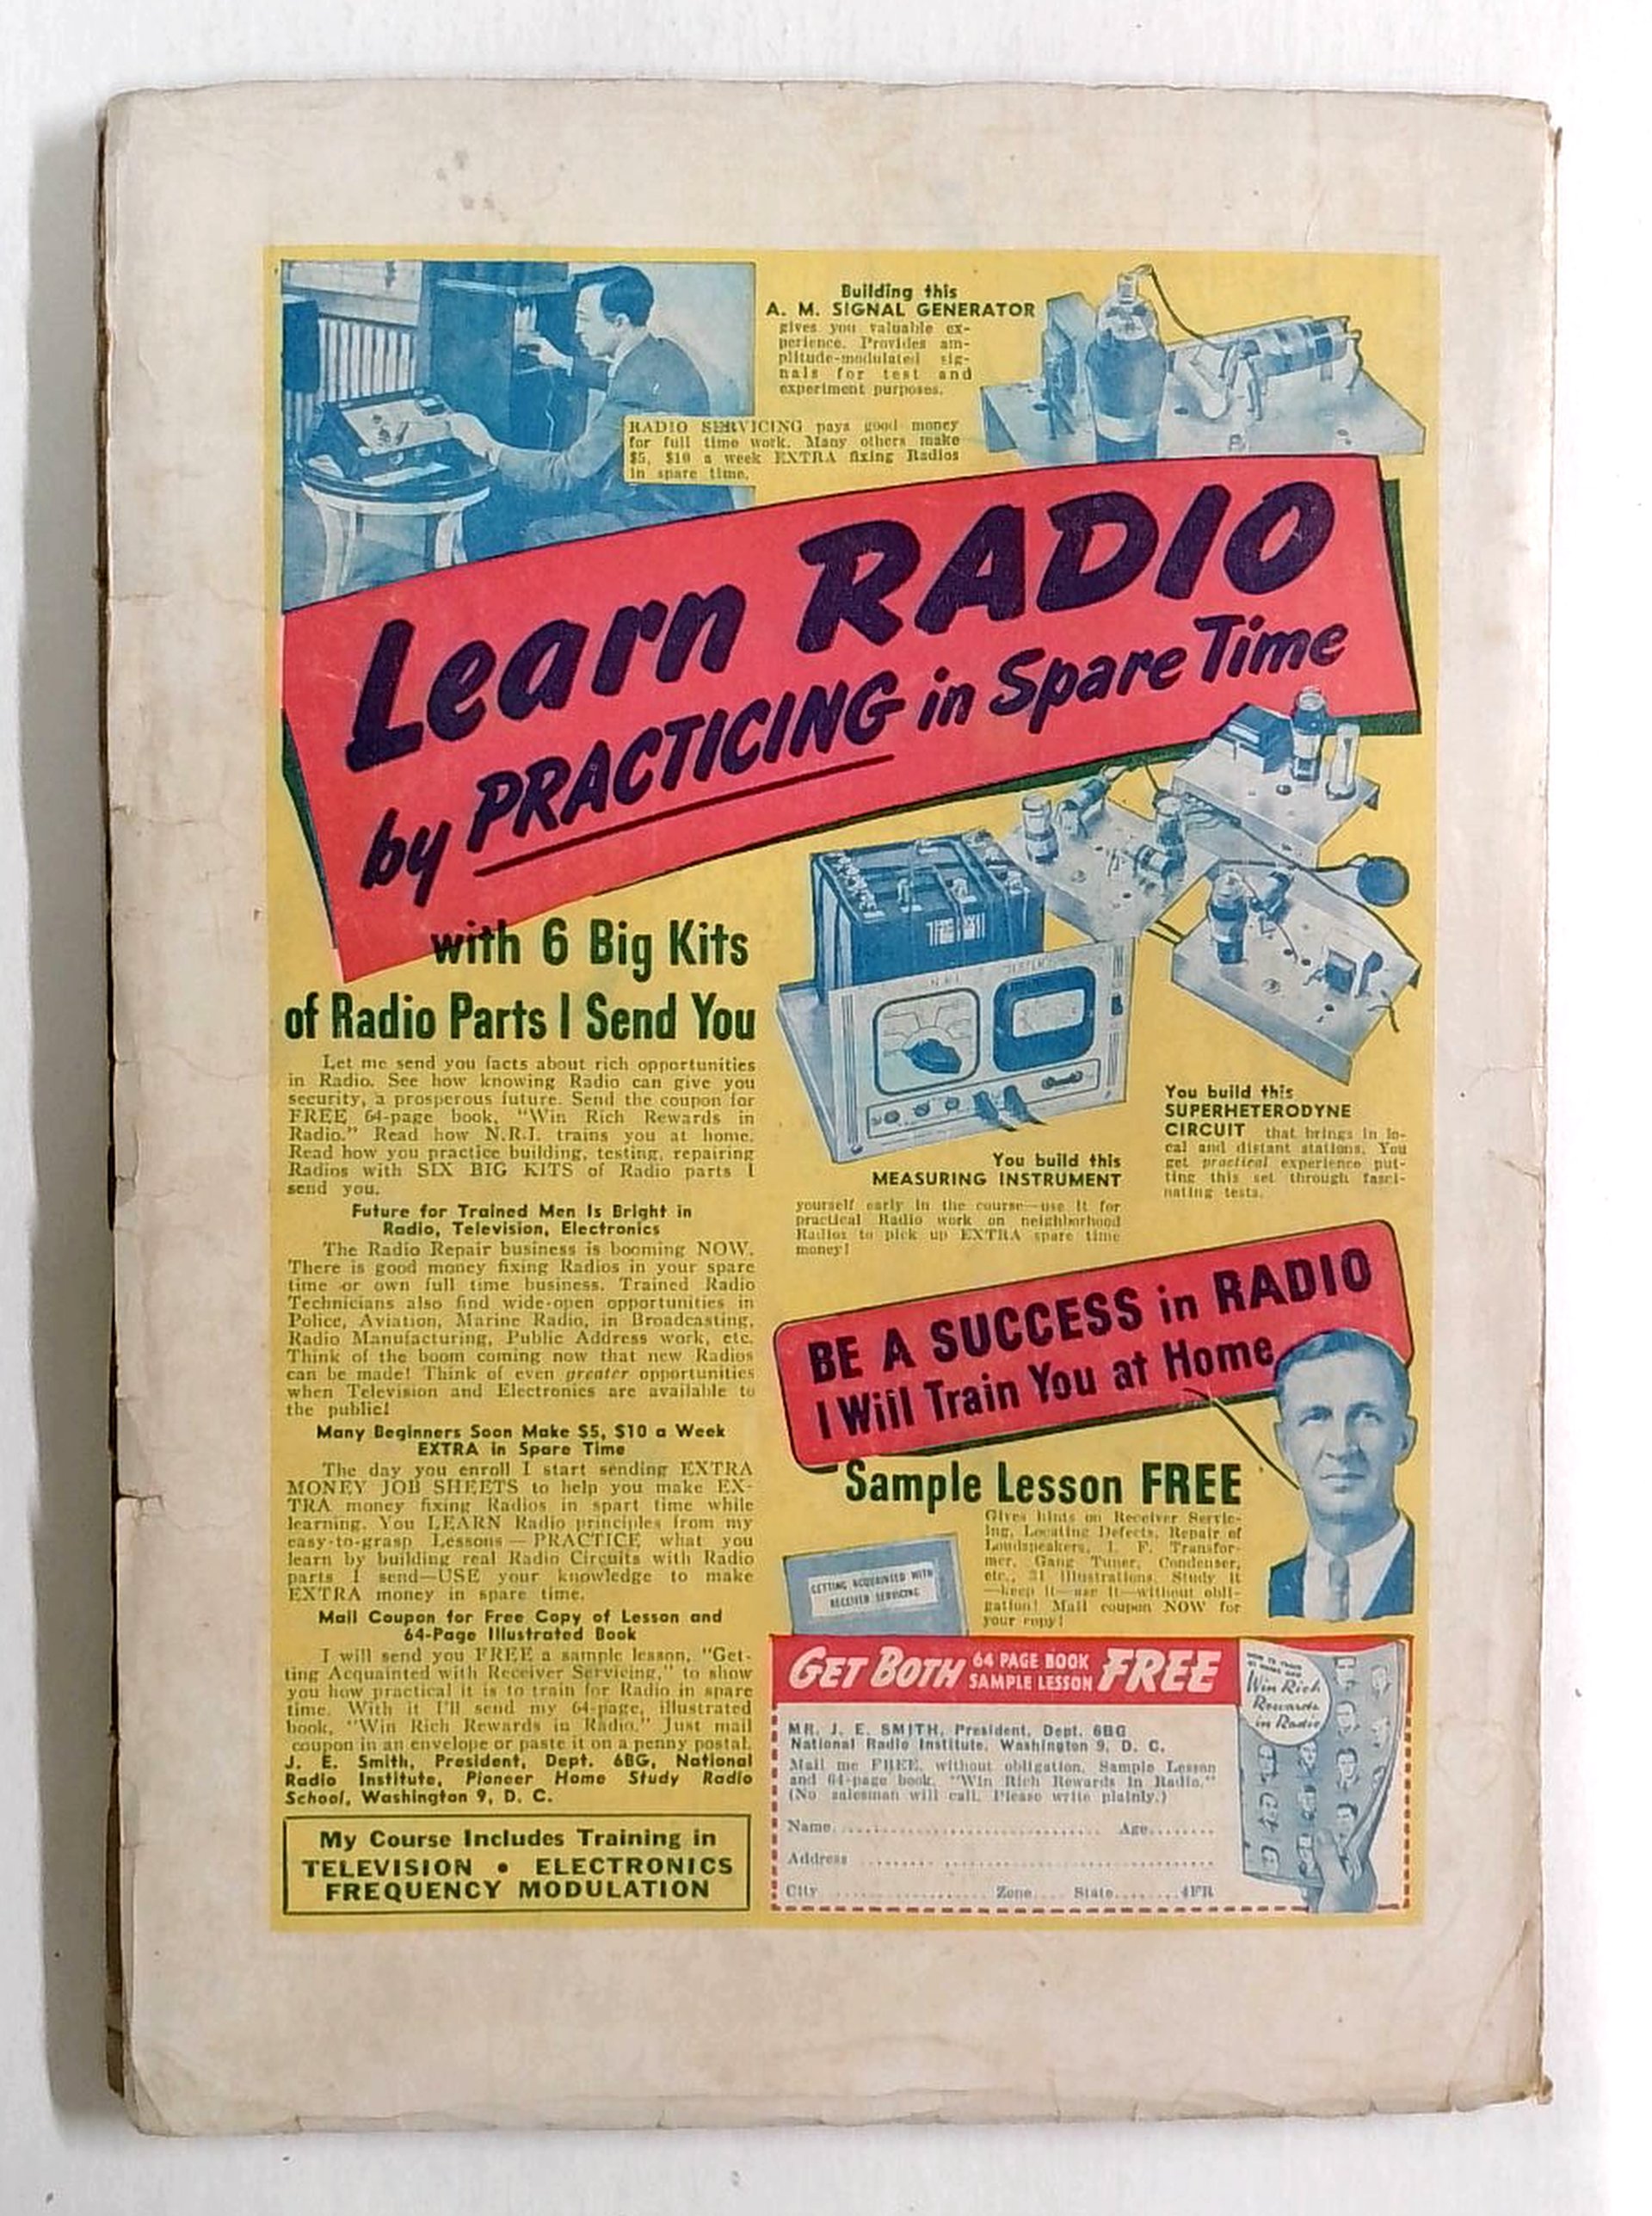 Building this
A. M. SIGNAL GENERATOR
gives you valuable ex-
perience. Provides am-
plitude-modulated sig-
nals for test and
experiment purposes.
RADIO SERVICING pays good money
for full time work. Many others make
$5, $10 a week EXTRA fixing Radios
in spare time.
Learn RADIO
by PRACTICING in Spare Time
with 6 Big Kits
of Radio Parts I Send You
Let me send you facts about rich opportunities
in Radio. See how knowing Radio can give you
security, a prosperous future. Send the coupon for
FREE 64-page book, "Win Rich Rewards in
Radio." Read how N.R.I. trains you at home.
Read how you practice building, testing, repairing
Radios with SIX BIG KITS of Radio parts I
send you.
Future for Trained Men Is Bright in
Radio, Television, Electronics
The Radio Repair business is booming NOW.
There is good money fixing Radios in your spare
time or own full time business. Trained Radio
Technicians also find wide-open opportunities in
Police, Aviation, Marine Radio, in Broadcasting,
Radio Manufacturing, Public Address work, etc.
Think of the boom coming now that new Radios
can be made! Think of even greater opportunities
when Television and Electronics are available to
the public!
Many Beginners Soon Make $5, $10 a Week
EXTRA in Spare Time
The day you enroll I start sending EXTRA
MONEY JOB SHEETS to help you make EX-
TRA money fixing Radios in spart time while
learning. You LEARN Radio principles from my
easy-to-grasp Lessons — PRACTICE what you
learn by building real Radio Circuits with Radio
parts I send—USE your knowledge to make
EXTRA money in spare time.
Mail Coupon for Free Copy of Lesson and
64-Page Illustrated Book
I will send you FREE a sample lesson, "Get-
ting Acquainted with Receiver Servicing," to show
you how practical it is to train for Radio in spare
time. With it I'll send my 64-page, illustrated
book, "Win Rich Rewards in Radio." Just mail
coupon in an envelope or paste it on a penny postal.
J. E. Smith, President, Dept. 6BG, National
Radio Institute, Pioneer Home Study Radio
School, Washington 9, D. C.
My Course Includes Training in
TELEVISION • ELECTRONICS
FREQUENCY MODULATION
You build this
MEASURING INSTRUMENT
yourself early in the course—use it for
practical Radio work on neighborhood
Radios to pick up EXTRA spare time
money!
You build this
SUPERHETERODYNE
CIRCUIT that brings in lo-
cal and distant stations. You
get practical experience put-
ting this set through fasci-
nating tests.
BE A SUCCESS in RADIO
I Will Train You at Home
Sample Lesson FREE
Gives hints on Receiver Servic-
ing, Locating Defects, Repair of
Loudspeakers, I. F. Transfor-
mer, Gang Tuner, Condenser,
etc., 31 illustrations. Study it
—keep it—use it—without obli-
gation! Mail coupon NOW for
your copy!
GETTING ACQUAINTED WITH
RECEIVER SERVICING
GET BOTH 64 PAGE BOOK SAMPLE LESSON FREE
MR. J. E. SMITH, President, Dept. 6BG
National Radio Institute, Washington 9, D. C.
Mail me FREE, without obligation, Sample Lesson
and 64-page book, "Win Rich Rewards in Radio."
(No salesman will call. Please write plainly.)
Name.............................. Age........
Address ..............................
City .................... Zone.... State........4FR
Win Rich
Rewards
in Radio